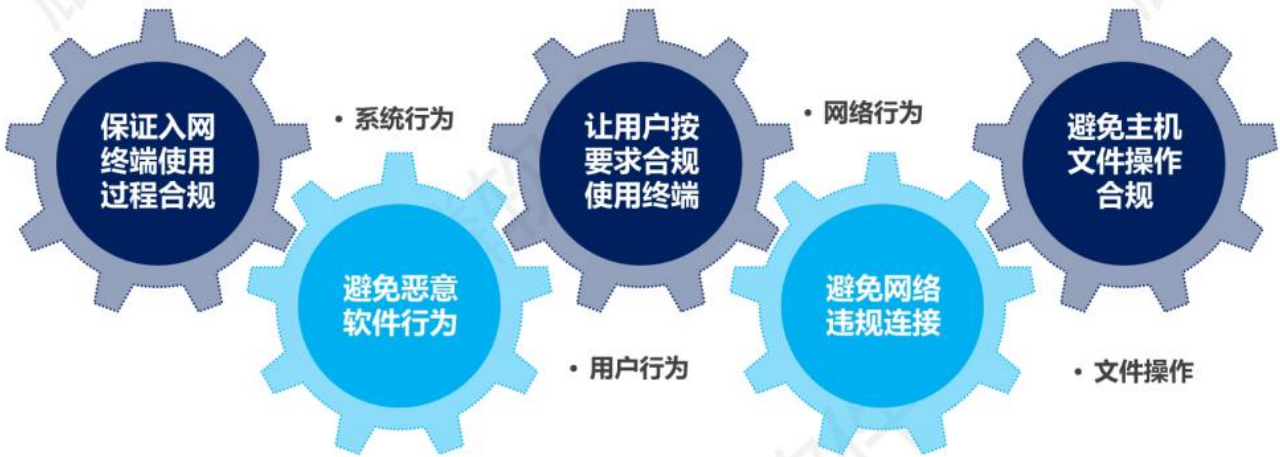 保证入网
终端使用
过程合规
• 系统行为
避免恶意
软件行为
让用户按
要求合规
使用终端
• 用户行为
• 网络行为
避免网络
违规连接
避免主机
文件操作
合规
• 文件操作